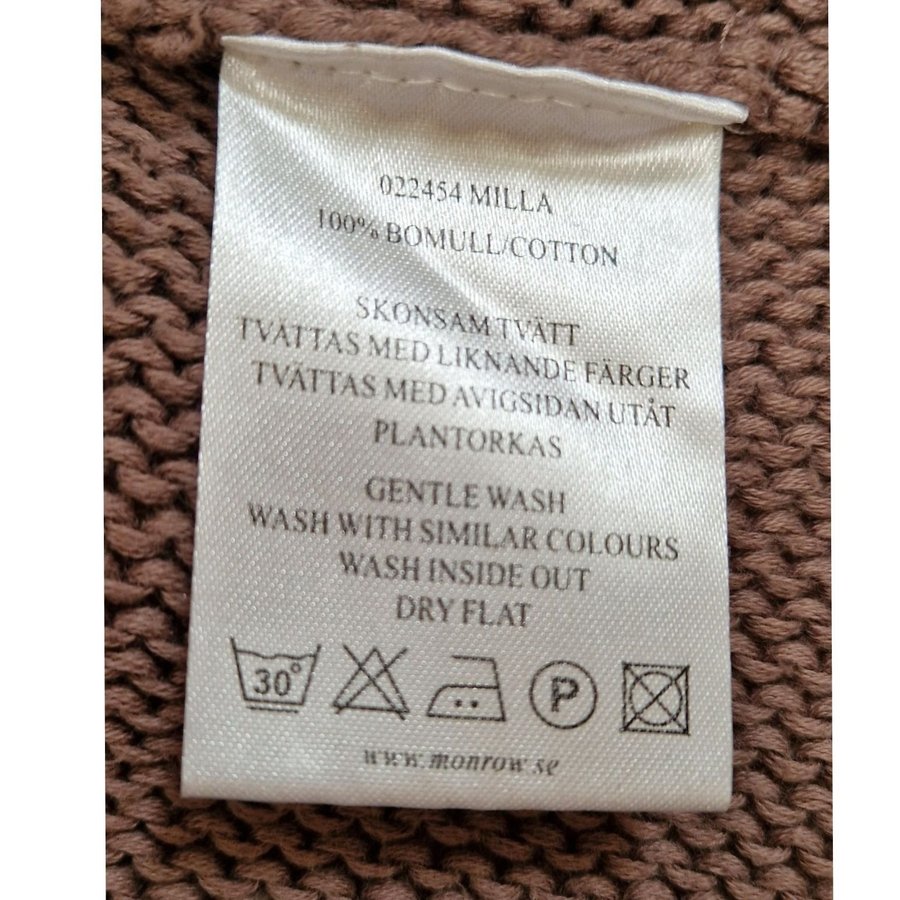 022454 MILLA
100% BOMULL/COTTON
SKONSAM TVÄTT
TVÄTTAS MED LIKNANDE FÄRGER
TVÄTTAS MED AVIGSIDAN UTÅT
PLANTORKAS
GENTLE WASH
WASH WITH SIMILAR COLOURS
WASH INSIDE OUT
DRY FLAT
30° P
www.monrow.se